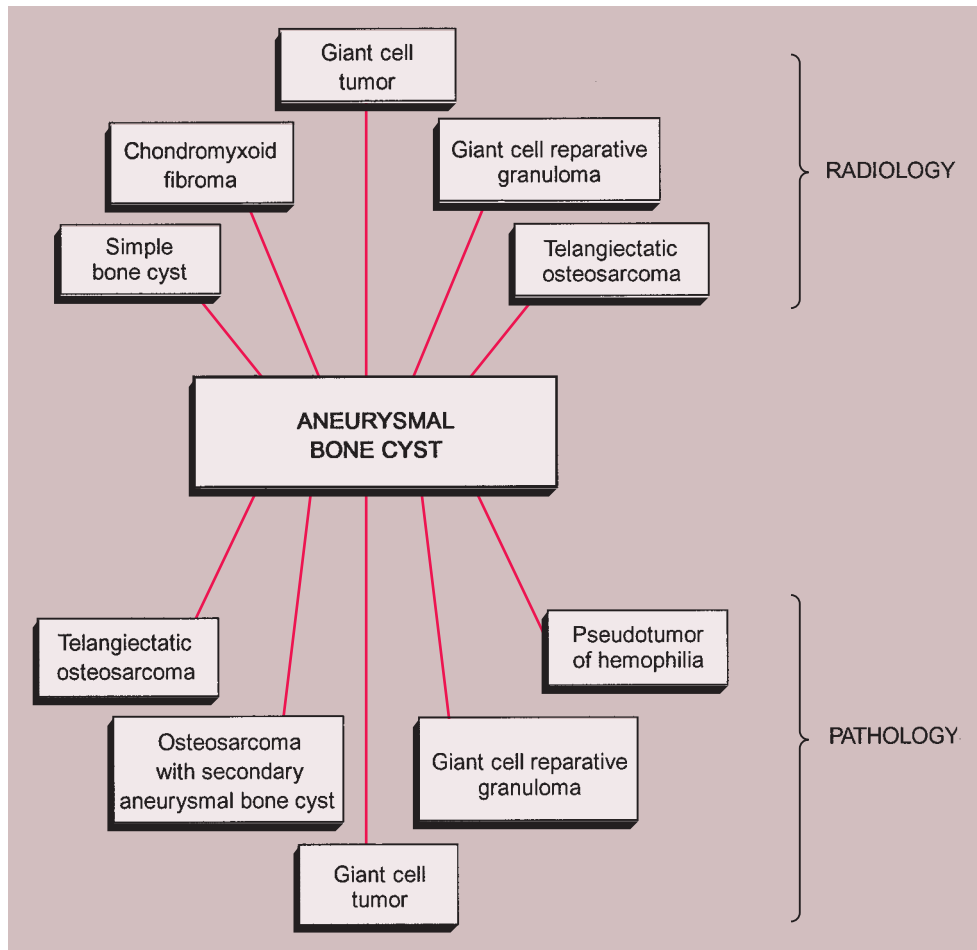 Giant cell
tumor
Chondromyxoid
fibroma
Giant cell reparative
granuloma
RADIOLOGY
Simple
bone cyst
Telangiectatic
osteosarcoma
ANEURYSMAL
BONE CYST
Telangiectatic
osteosarcoma
Pseudotumor
of hemophilia
Osteosarcoma
with secondary
aneurysmal bone cyst
Giant cell reparative
granuloma
PATHOLOGY
Giant cell
tumor